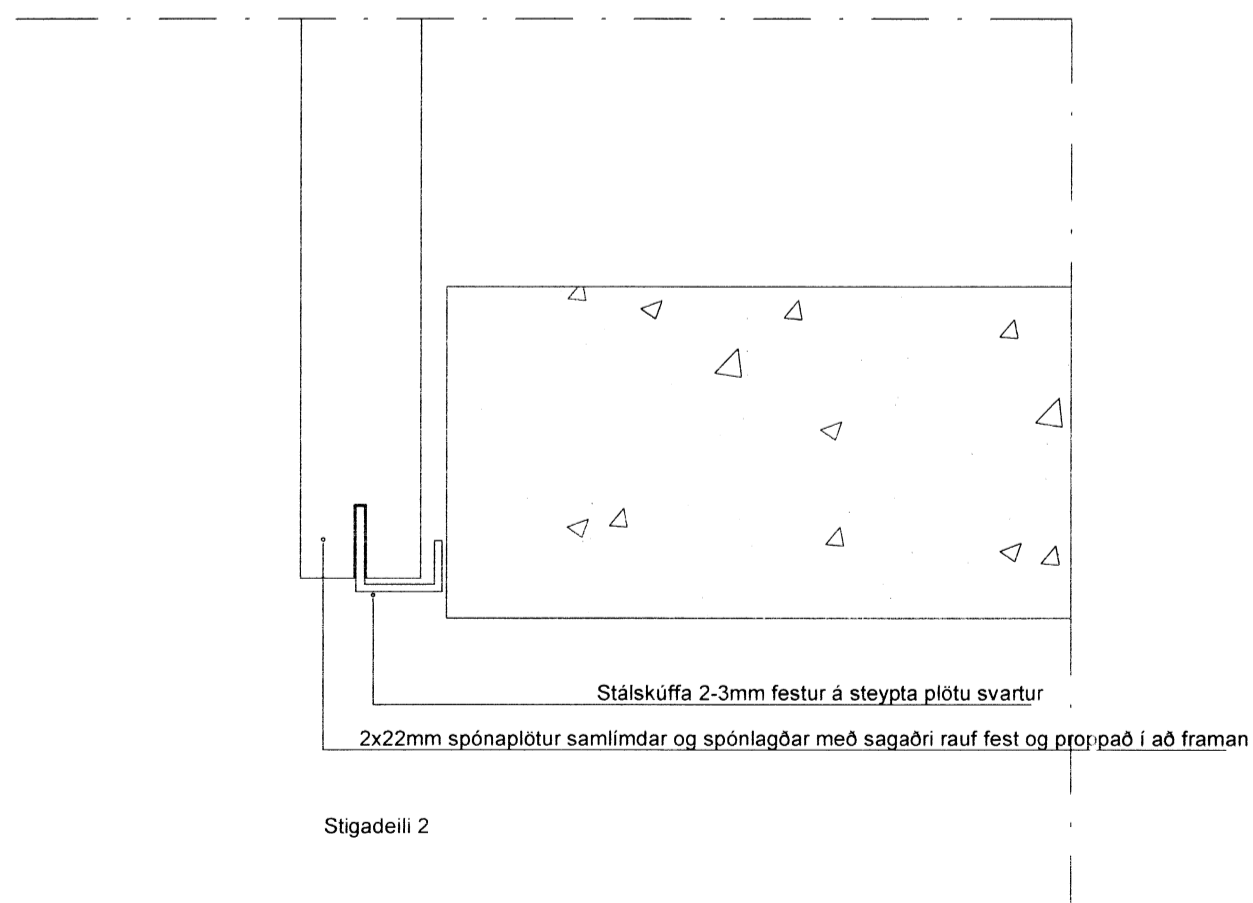 Stálskúffa 2-3mm festur á steypta plötu svartur
2x22mm spónaplötur samlímdar og spónlagðar með sagaðri rauf fest og proppað í að framan
Stigadeili 2